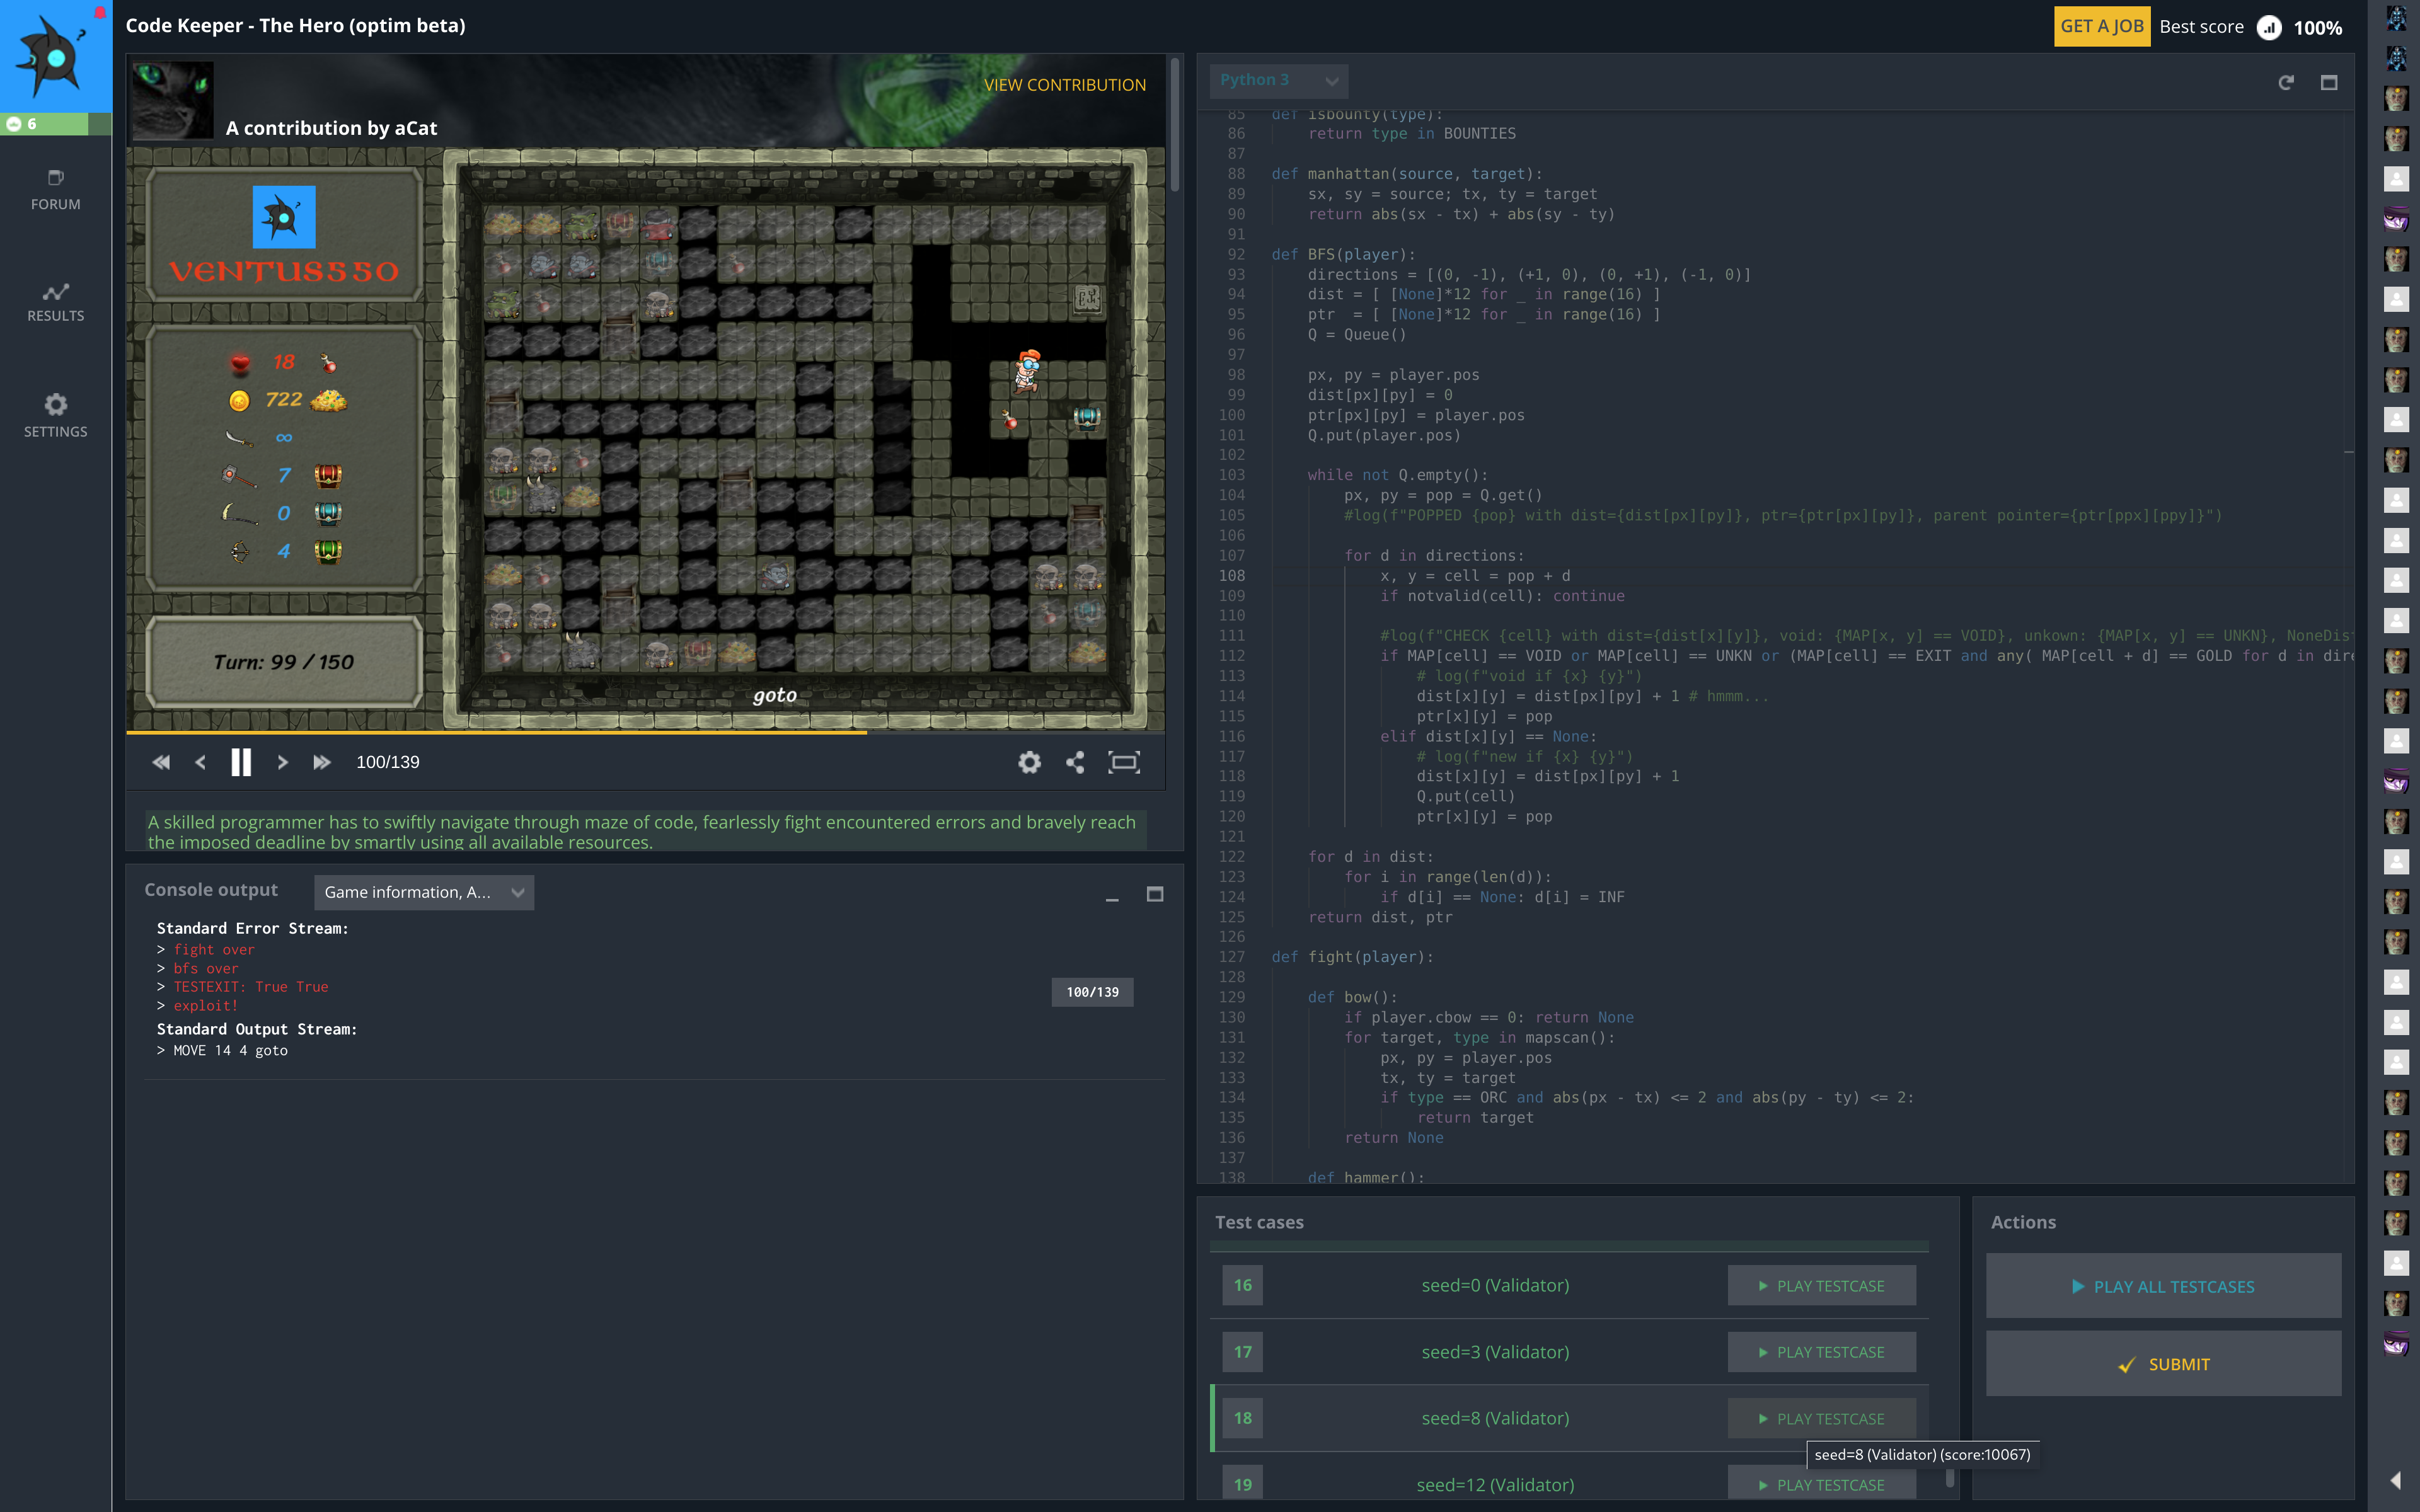 Code Keeper - The Hero (optim beta)
GET A JOB
Best score
100%
6
FORUM
RESULTS
SETTINGS
VIEW CONTRIBUTION
A contribution by aCat
VENTUS550
18
722
∞
7
0
4
Turn: 99 / 150
goto
100/139
A skilled programmer has to swiftly navigate through maze of code, fearlessly fight encountered errors and bravely reach
the imposed deadline by smartly using all available resources.
Console output
Game information, A...
Standard Error Stream:
> fight over
> bfs over
> TESTEXIT: True True
> exploit!
100/139
Standard Output Stream:
> MOVE 14 4 goto
Python 3
85 def isbounty(type):
86 return type in BOUNTIES
87
88 def manhattan(source, target):
89 sx, sy = source; tx, ty = target
90 return abs(sx - tx) + abs(sy - ty)
91
92 def BFS(player):
93 directions = [(0, -1), (+1, 0), (0, +1), (-1, 0)]
94 dist = [ [None]*12 for _ in range(16) ]
95 ptr  = [ [None]*12 for _ in range(16) ]
96 Q = Queue()
97
98 px, py = player.pos
99 dist[px][py] = 0
100 ptr[px][py] = player.pos
101 Q.put(player.pos)
102
103 while not Q.empty():
104 px, py = pop = Q.get()
105 #log(f"POPPED {pop} with dist={dist[px][py]}, ptr={ptr[px][py]}, parent pointer={ptr[ppx][ppy]}")
106
107 for d in directions:
108 x, y = cell = pop + d
109 if notvalid(cell): continue
110
111 #log(f"CHECK {cell} with dist={dist[x][y]}, void: {MAP[x, y] == VOID}, unkown: {MAP[x, y] == UNKN}, NoneDis
112 if MAP[cell] == VOID or MAP[cell] == UNKN or (MAP[cell] == EXIT and any( MAP[cell + d] == GOLD for d in dire
113 # log(f"void if {x} {y}")
114 dist[x][y] = dist[px][py] + 1 # hmmm...
115 ptr[x][y] = pop
116 elif dist[x][y] == None:
117 # log(f"new if {x} {y}")
118 dist[x][y] = dist[px][py] + 1
119 Q.put(cell)
120 ptr[x][y] = pop
121
122 for d in dist:
123 for i in range(len(d)):
124 if d[i] == None: d[i] = INF
125 return dist, ptr
126
127 def fight(player):
128
129 def bow():
130 if player.cbow == 0: return None
131 for target, type in mapscan():
132 px, py = player.pos
133 tx, ty = target
134 if type == ORC and abs(px - tx) <= 2 and abs(py - ty) <= 2:
135 return target
136 return None
137
138 def hammer():
Test cases
16 seed=0 (Validator) PLAY TESTCASE
17 seed=3 (Validator) PLAY TESTCASE
18 seed=8 (Validator) PLAY TESTCASE
seed=8 (Validator) (score:10067)
19 seed=12 (Validator) PLAY TESTCASE
Actions
PLAY ALL TESTCASES
SUBMIT